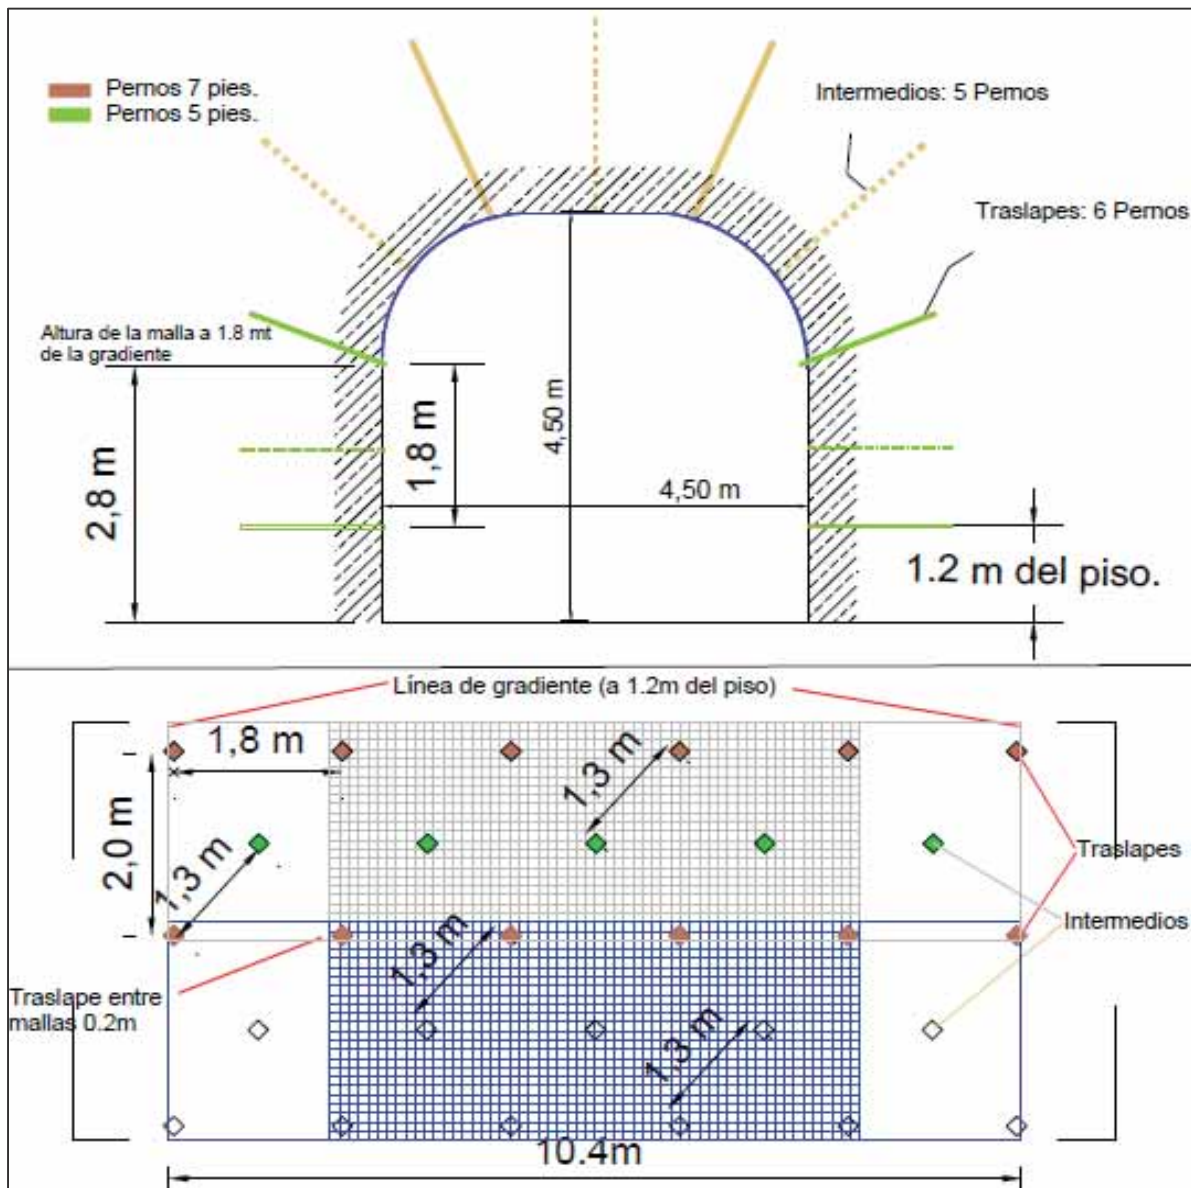 Pernos 7 pies.
Pernos 5 pies.
Intermedios: 5 Pernos
Traslapes: 6 Pernos
Altura de la malla a 1.8 mt
de la gradiente
2,8 m
1,8 m
4,50 m
4,50 m
1.2 m del piso.
Línea de gradiente (a 1.2m del piso)
1,8 m
1,3 m
2,0 m
1,3 m
Traslapes
Intermedios
1,3 m
Traslape entre
mallas 0.2m
1,3 m
10.4m